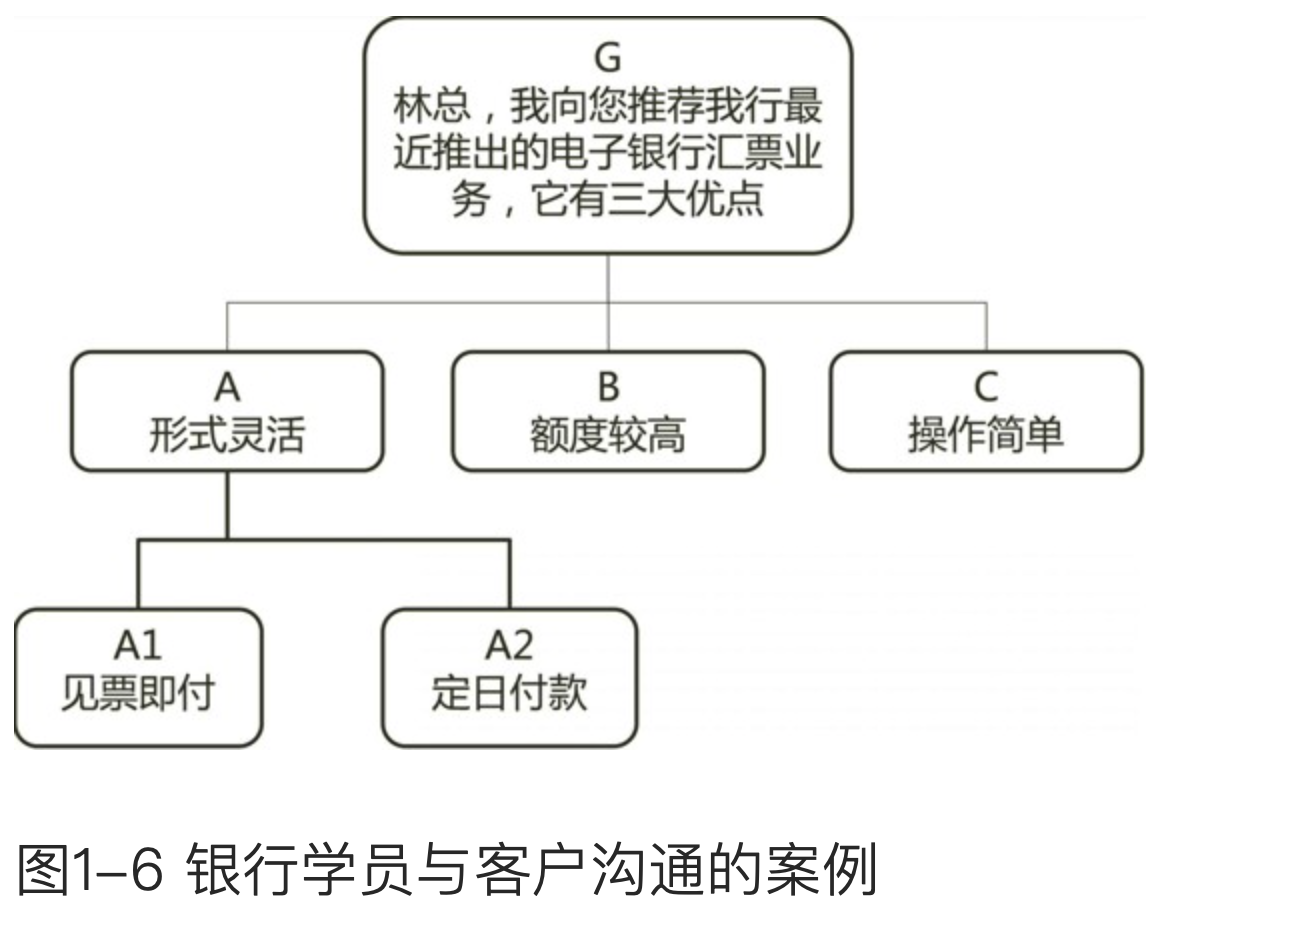 G
林总，我向您推荐我行最
近推出的电子银行汇票业
务，它有三大优点
A
形式灵活
B
额度较高
C
操作简单
A1
见票即付
A2
定日付款
图1–6 银行学员与客户沟通的案例